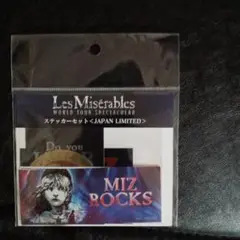 Les Misérables
WORLD TOUR SPECTACULAR
ステッカーセット<JAPAN LIMITED>
Do you
MIZ
ROCKS